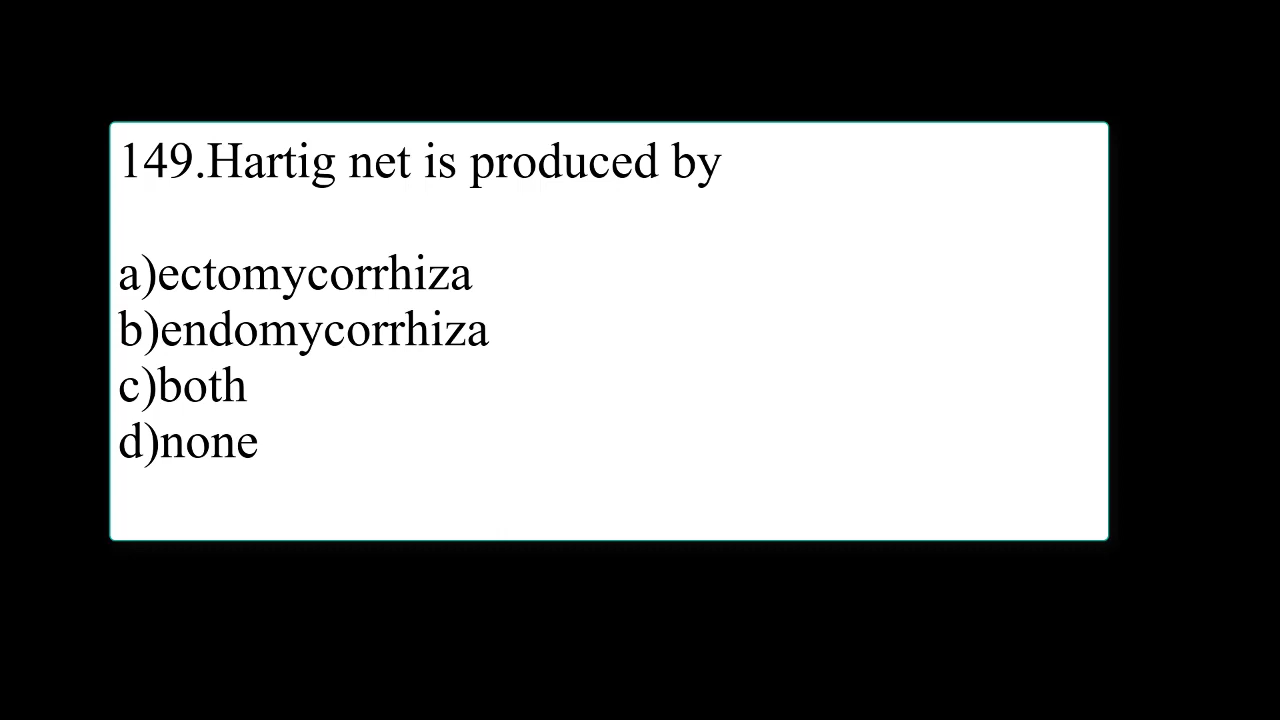 149.Hartig net is produced by
a)ectomycorrhiza
b)endomycorrhiza
c)both
d)none